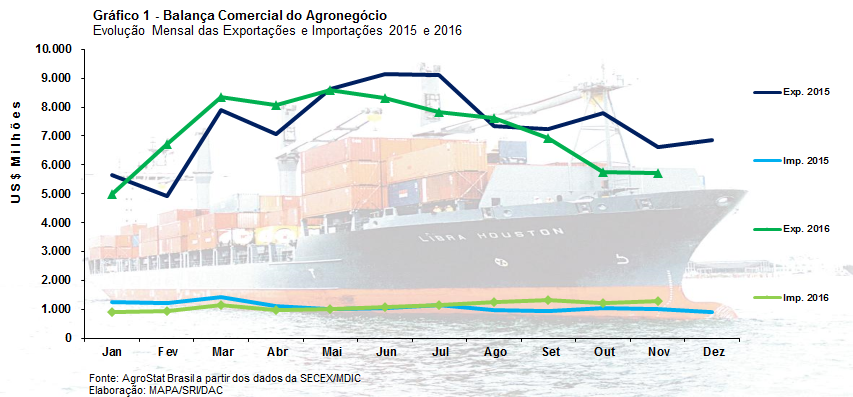 Gráfico 1 - Balança Comercial do Agronegócio
Evolução Mensal das Exportações e Importações 2015 e 2016
US$ Milhões
10.000
9.000
8.000
7.000
6.000
5.000
4.000
3.000
2.000
1.000
0
Jan Fev Mar Abr Mai Jun Jul Ago Set Out Nov Dez
Exp. 2015
Imp. 2015
Exp. 2016
Imp. 2016
LIBRA HOUSTON
Fonte: AgroStat Brasil a partir dos dados da SECEX/MDIC
Elaboração: MAPA/SRI/DAC